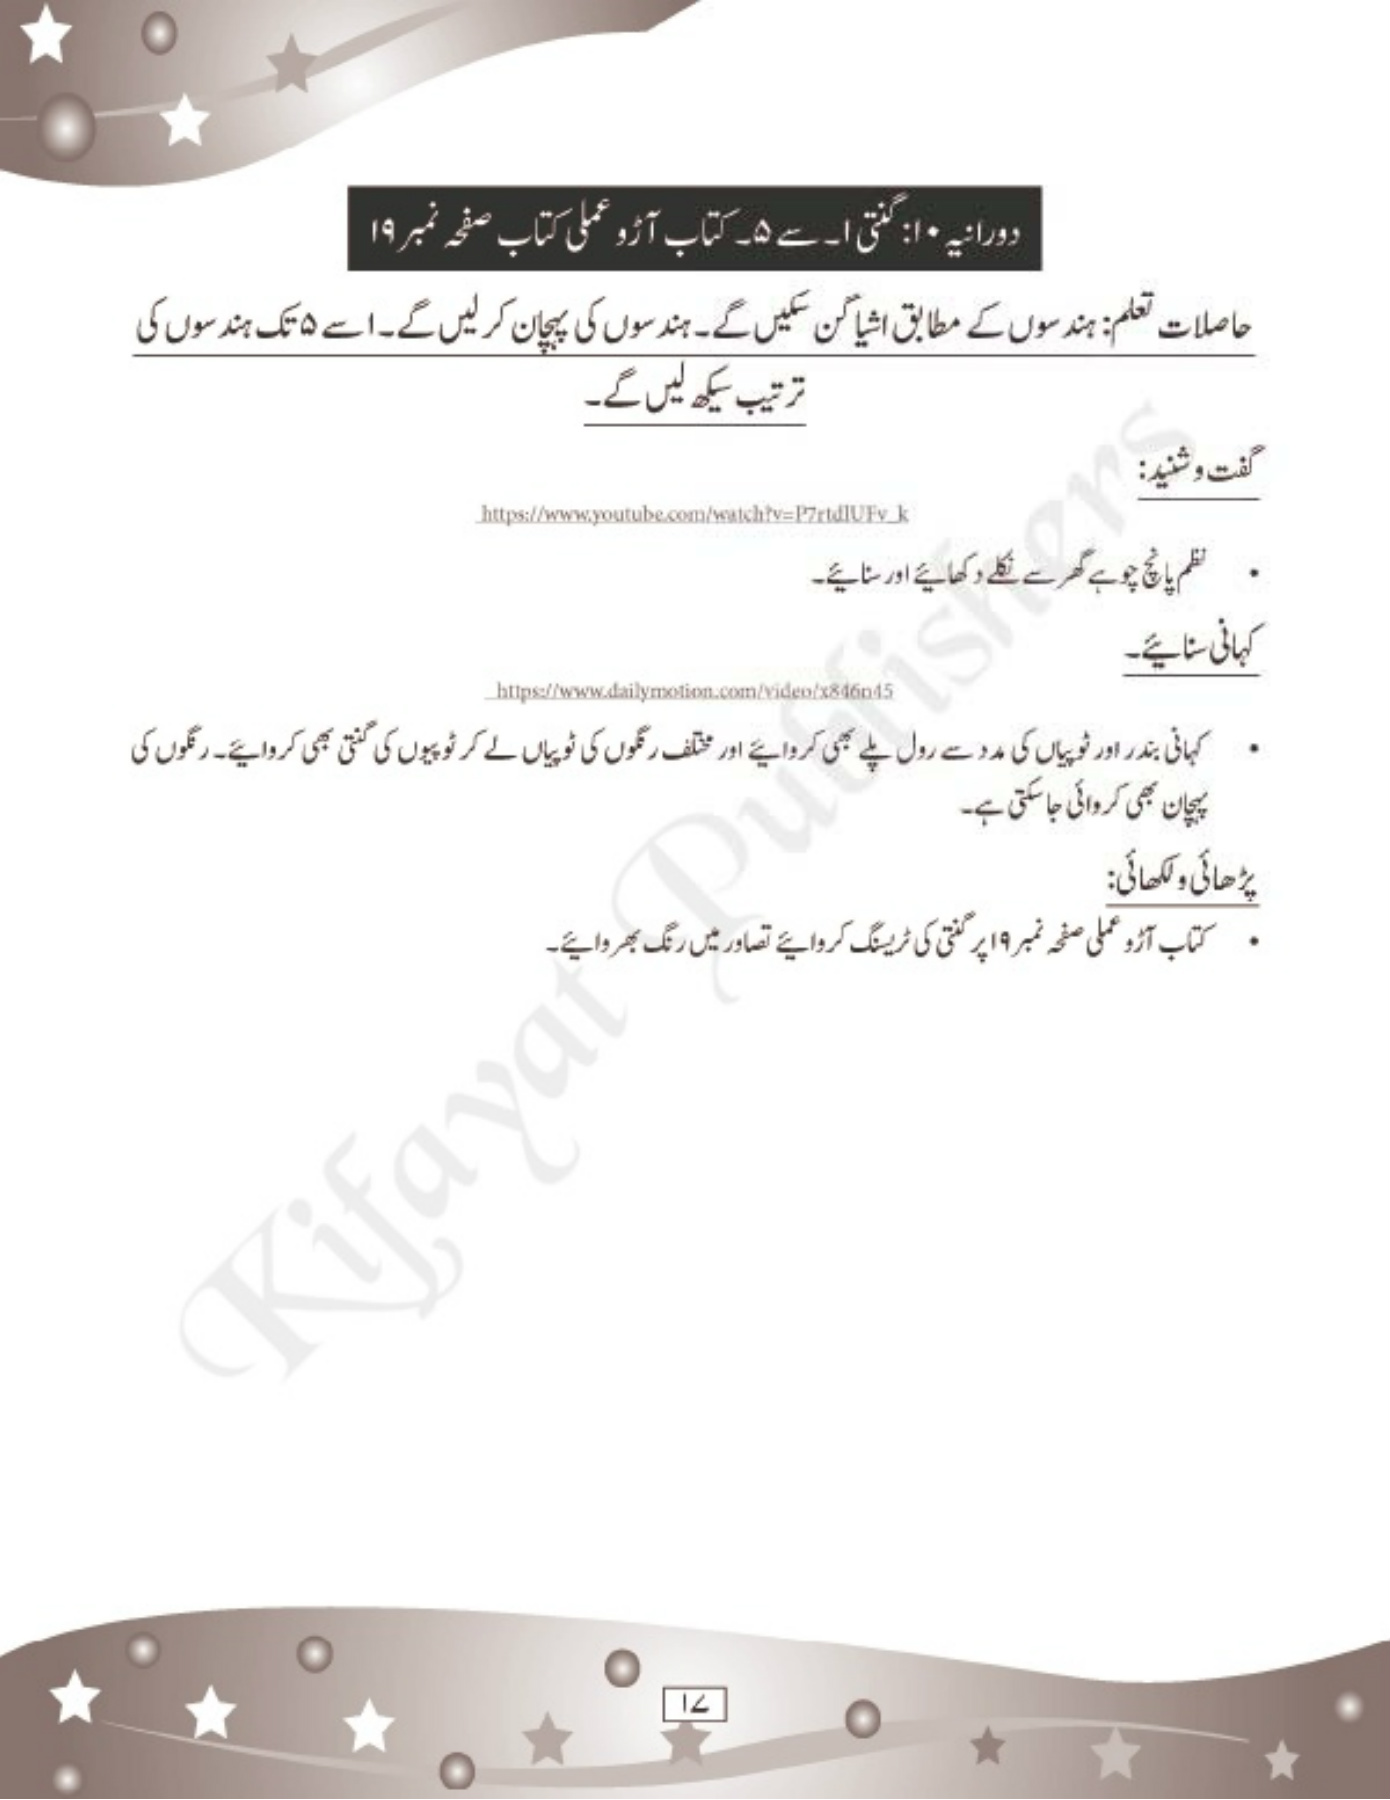 دورانیہ ۱۰: گنتی ۱۔ سے ۵۔ کتاب آڑو عملی کتاب صفحہ نمبر ۱۹
حاصلات تعلم: ہندسوں کے مطابق اشیا گن سکیں گے۔ ہندسوں کی پہچان کر لیں گے۔ ۱ سے ۵ تک ہندسوں کی
ترتیب سیکھ لیں گے۔
گفت و شنید:
https://www.youtube.com/watch?v=P7rtdlUFv_k
• نظم پانچ چوہے گھر سے نکلے دکھائیے اور سنائیے۔
کہانی سنائیے۔
https://www.dailymotion.com/video/x846n45
• کہانی بندر اور ٹوپیاں کی مدد سے رول پلے بھی کروائیے اور مختلف رنگوں کی ٹوپیاں لے کر ٹوپیوں کی گنتی بھی کروائیے۔ رنگوں کی
پہچان بھی کروائی جا سکتی ہے۔
پڑھائی و لکھائی:
• کتاب آڑو عملی صفحہ نمبر ۱۹ پر گنتی کی ٹریسنگ کروائیے تصاور میں رنگ بھروائیے۔
Kifayat Publishers
۱۷